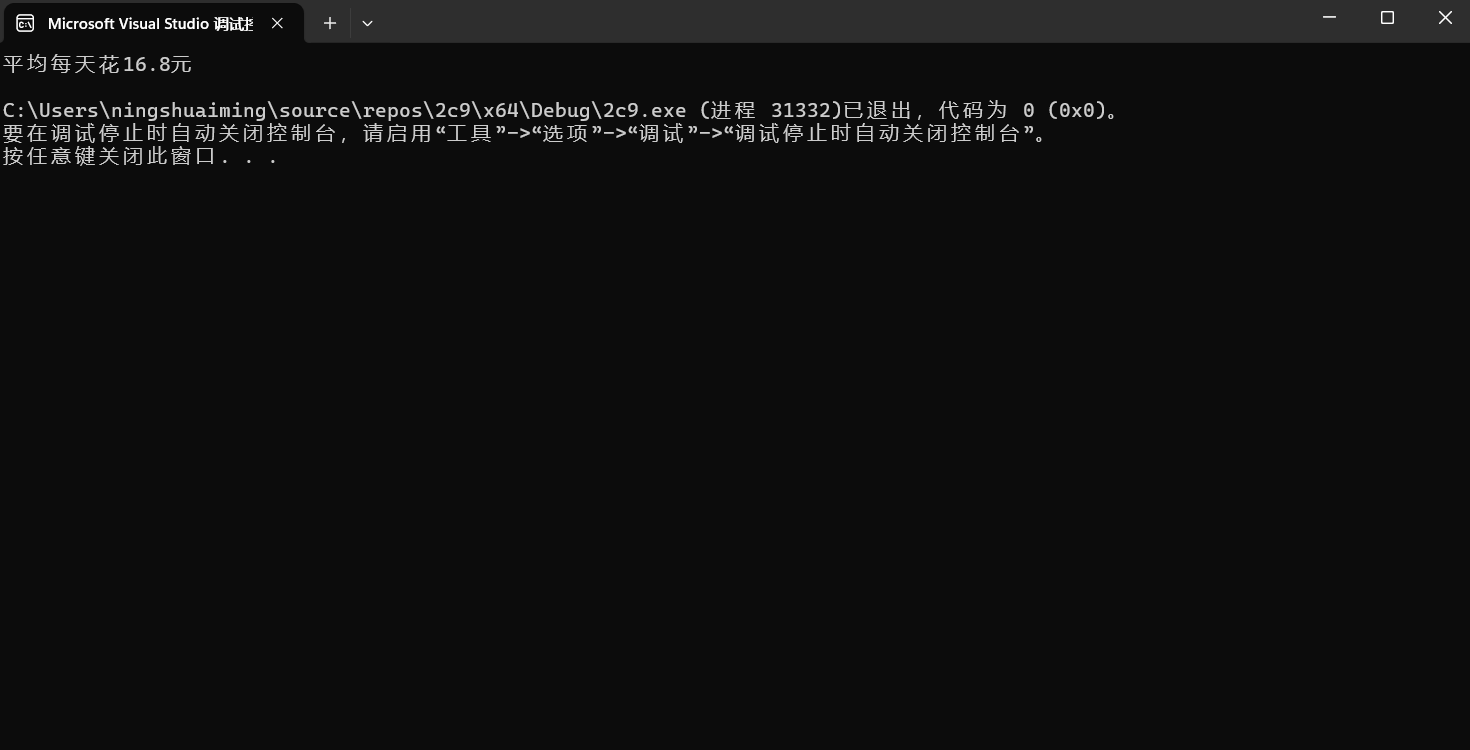 Microsoft Visual Studio 调试
平均每天花16.8元
C:\Users\ningshuaiming\source\repos\2c9\x64\Debug\2c9.exe (进程 31332)已退出，代码为 0 (0x0)。
要在调试停止时自动关闭控制台，请启用“工具”->“选项”->“调试”->“调试停止时自动关闭控制台”。
按任意键关闭此窗口. . .